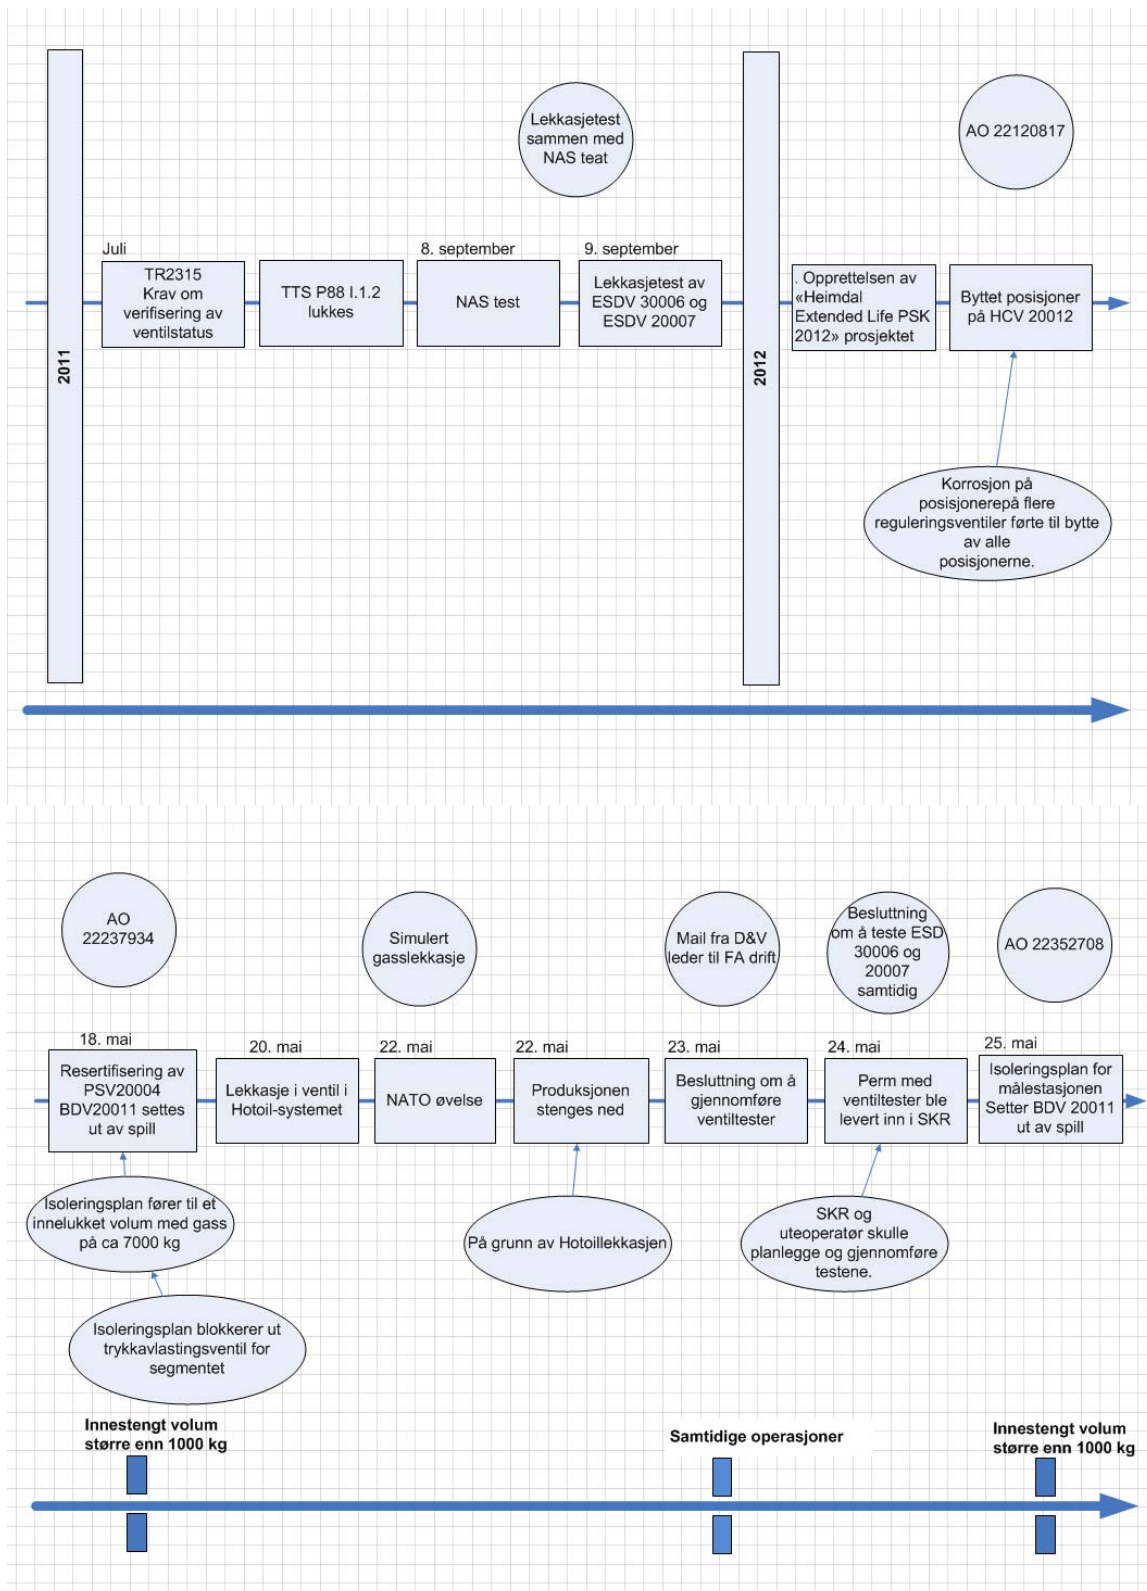 2011
Lekkasjetest
sammen med
NAS teat
AO 22120817
Juli
TR2315
Krav om
verifisering av
ventilstatus
TTS P88 I.1.2
lukkes
8. september
NAS test
9. september
Lekkasjetest av
ESDV 30006 og
ESDV 20007
2012
. Opprettelsen av
«Heimdal
Extended Life PSK
2012» prosjektet
Byttet posisjoner
på HCV 20012
Korrosjon på
posisjonerepå flere
reguleringsventiler førte til bytte
av alle
posisjonerne.
AO
22237934
Simulert
gasslekkasje
Mail fra D&V
leder til FA drift
Besluttning
om å teste ESD
30006 og
20007
samtidig
AO 22352708
18. mai
Resertifisering av
PSV20004
BDV20011 settes
ut av spill
20. mai
Lekkasje i ventil i
Hotoil-systemet
22. mai
NATO øvelse
22. mai
Produksjonen
stenges ned
23. mai
Besluttning om å
gjennomføre
ventiltester
24. mai
Perm med
ventiltester ble
levert inn i SKR
25. mai
Isoleringsplan for
målestasjonen
Setter BDV 20011
ut av spill
Isoleringsplan fører til et
innelukket volum med gass
på ca 7000 kg
På grunn av Hotoillekkasjen
SKR og
uteoperatør skulle
planlegge og gjennomføre
testene.
Isoleringsplan blokkerer ut
trykkavlastingsventil for
segmentet
Innestengt volum
større enn 1000 kg
Samtidige operasjoner
Innestengt volum
større enn 1000 kg